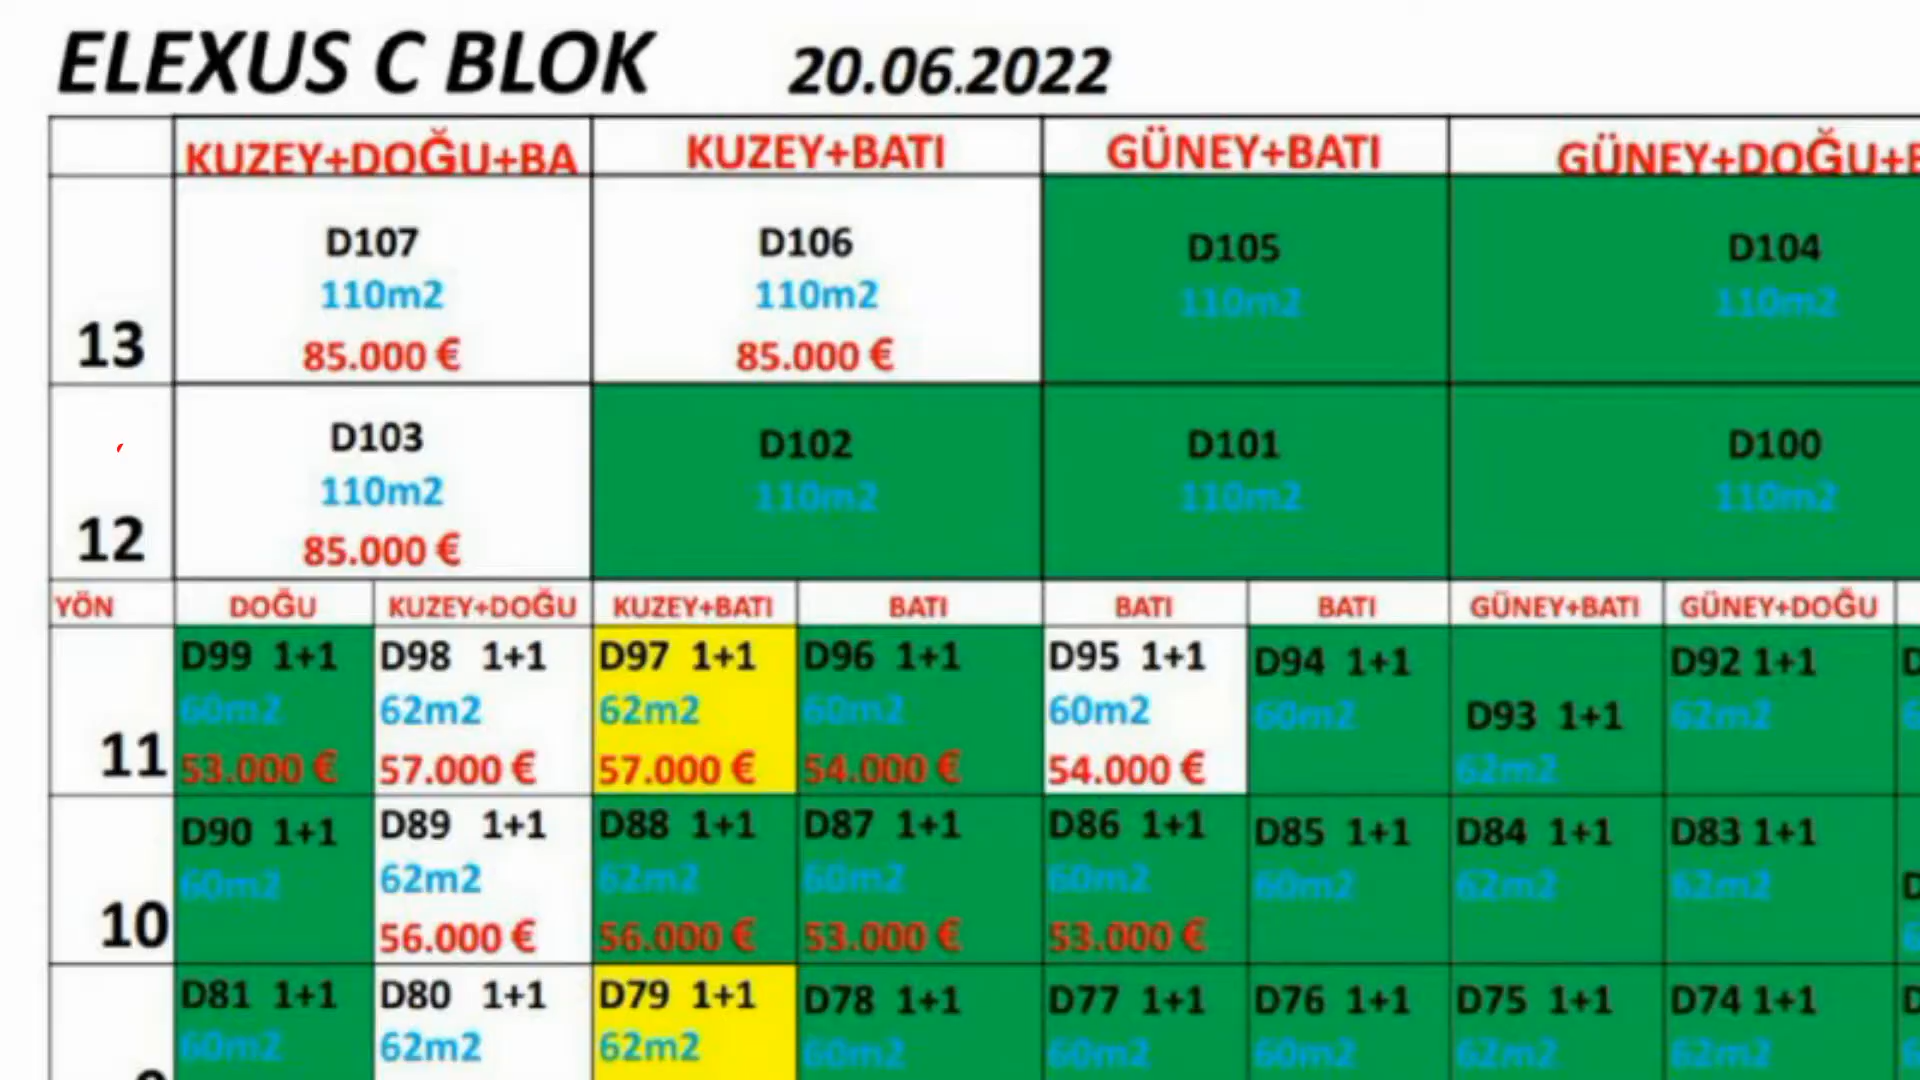 ELEXUS C BLOK 20.06.2022
KUZEY+DOĞU+BA KUZEY+BATI GÜNEY+BATI GÜNEY+DOĞU+
D107 D106 D105 D104
110m2 110m2 110m2 110m2
13 85.000 € 85.000 €
D103 D102 D101 D100
110m2 110m2 110m2 110m2
12 85.000 €
YÖN DOĞU KUZEY+DOĞU KUZEY+BATI BATI BATI BATI GÜNEY+BATI GÜNEY+DOĞU
D99 1+1 D98 1+1 D97 1+1 D96 1+1 D95 1+1 D94 1+1 D93 1+1 D92 1+1
60m2 62m2 62m2 60m2 60m2 60m2 62m2 62m2
11 53.000 € 57.000 € 57.000 € 54.000 € 54.000 €
D90 1+1 D89 1+1 D88 1+1 D87 1+1 D86 1+1 D85 1+1 D84 1+1 D83 1+1
60m2 62m2 62m2 60m2 60m2 60m2 62m2 62m2
10 56.000 € 56.000 € 53.000 € 53.000 €
D81 1+1 D80 1+1 D79 1+1 D78 1+1 D77 1+1 D76 1+1 D75 1+1 D74 1+1
60m2 62m2 62m2 60m2 60m2 60m2 62m2 62m2